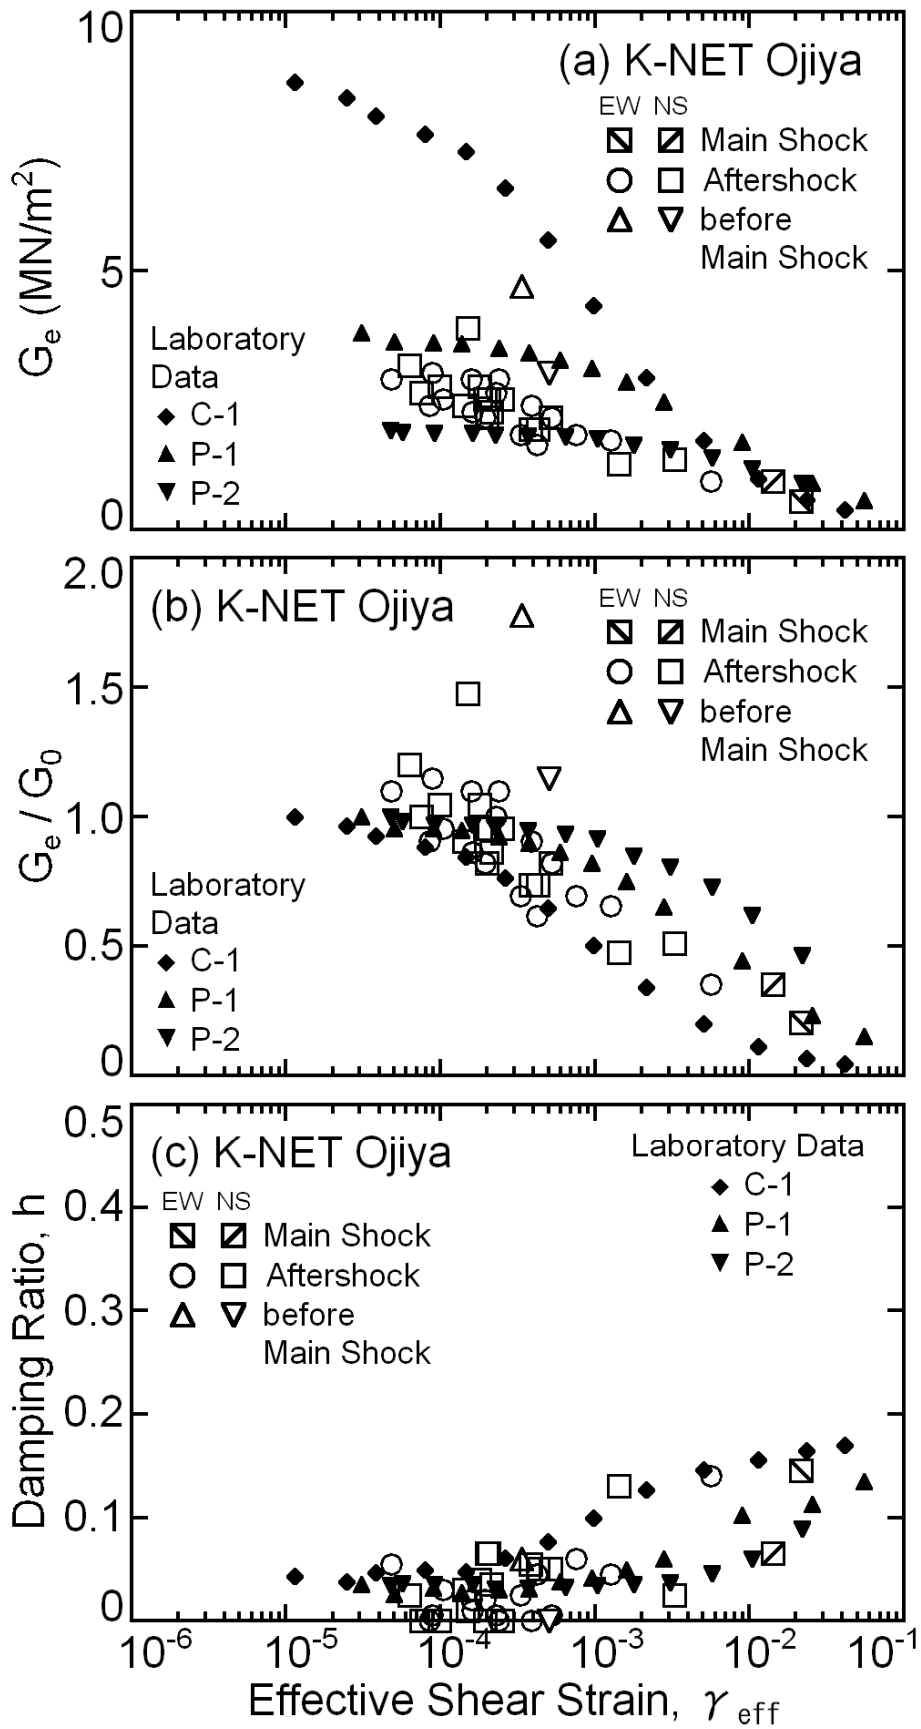 10
(a) K-NET Ojiya
EW NS
Main Shock
Aftershock
before
Main Shock
5
Laboratory
Data
C-1
P-1
P-2
0
G_e (MN/m²)
2.0
(b) K-NET Ojiya
EW NS
Main Shock
Aftershock
before
Main Shock
1.5
1.0
Laboratory
Data
C-1
P-1
P-2
0.5
0
G_e / G_0
0.5
(c) K-NET Ojiya
EW NS
Main Shock
Aftershock
before
Main Shock
Laboratory Data
C-1
P-1
P-2
0.4
0.3
0.2
0.1
0
Damping Ratio, h
10⁻⁶ 10⁻⁵ 10⁻⁴ 10⁻³ 10⁻² 10⁻¹
Effective Shear Strain, γ eff